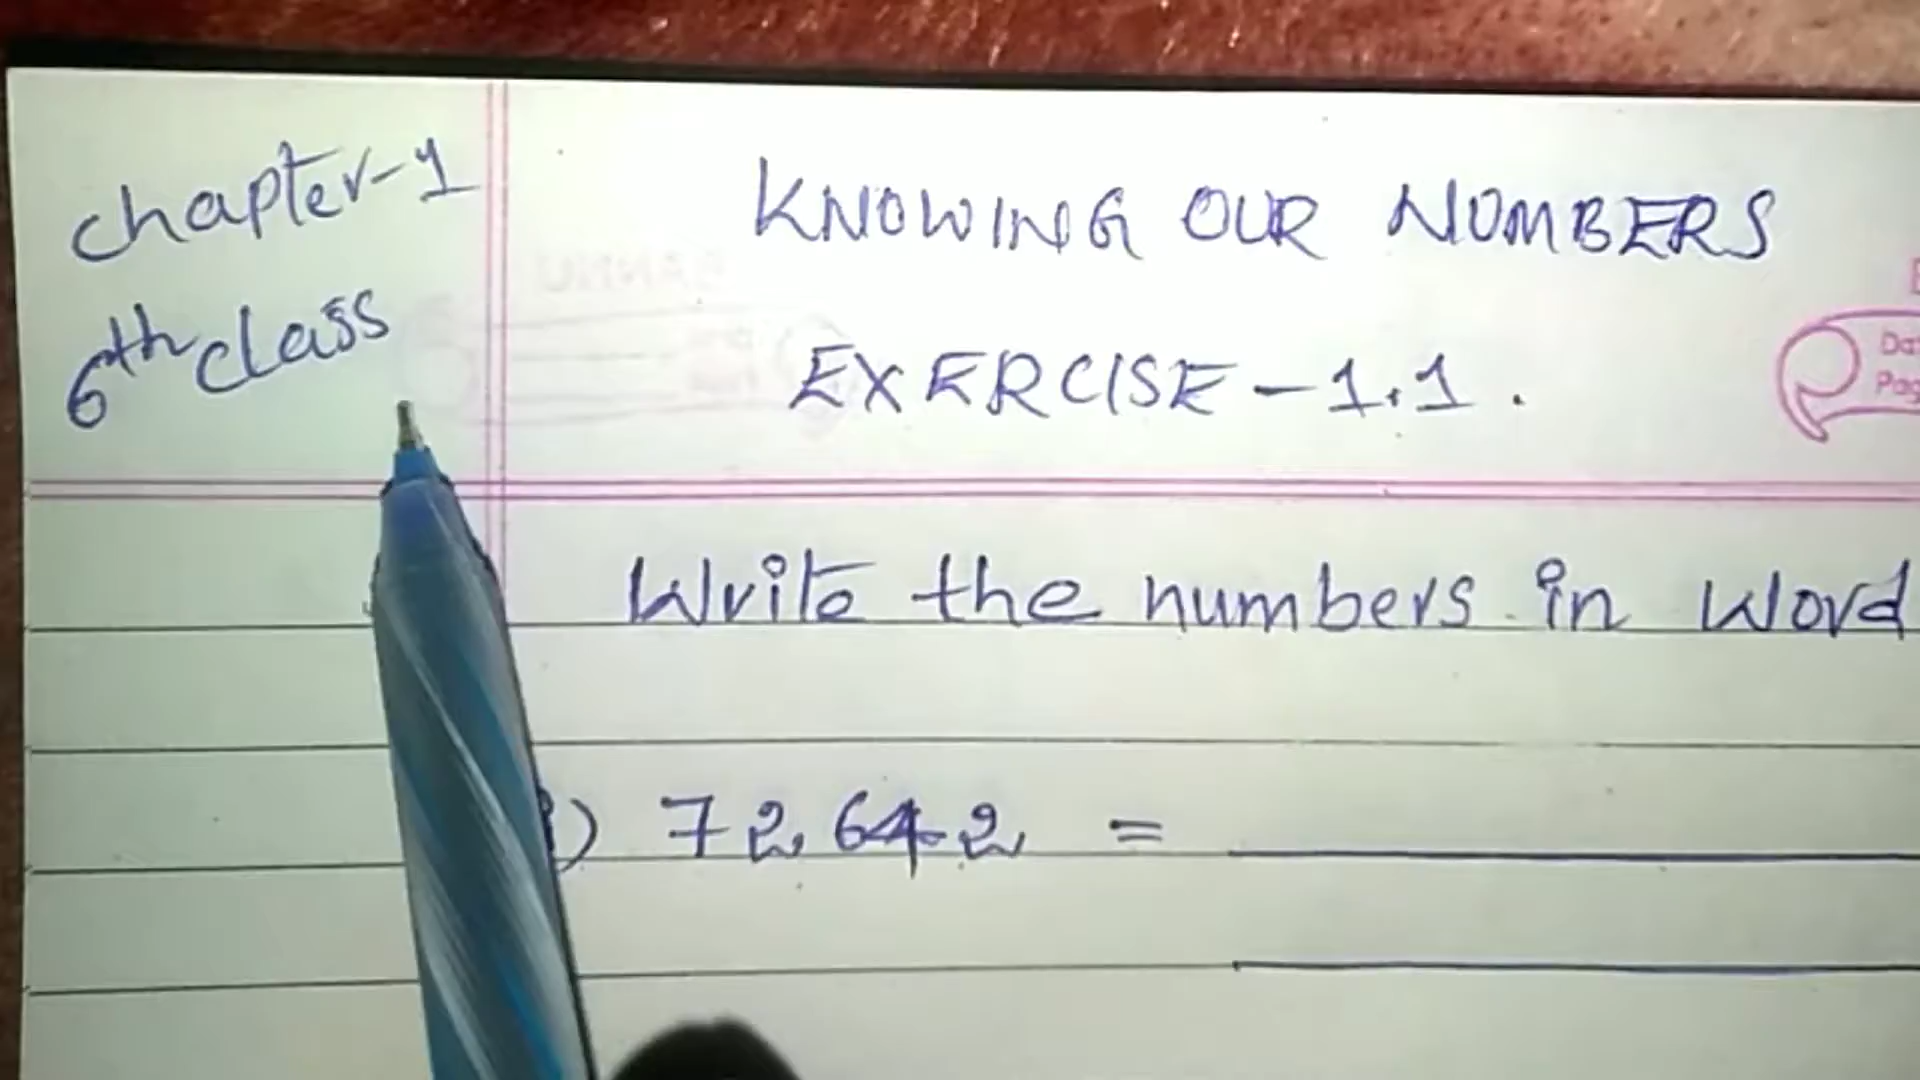 chapter-1
6th class
KNOWING OUR NUMBERS
EXERCISE - 1.1.
Write the numbers in Word
) 72,642 =